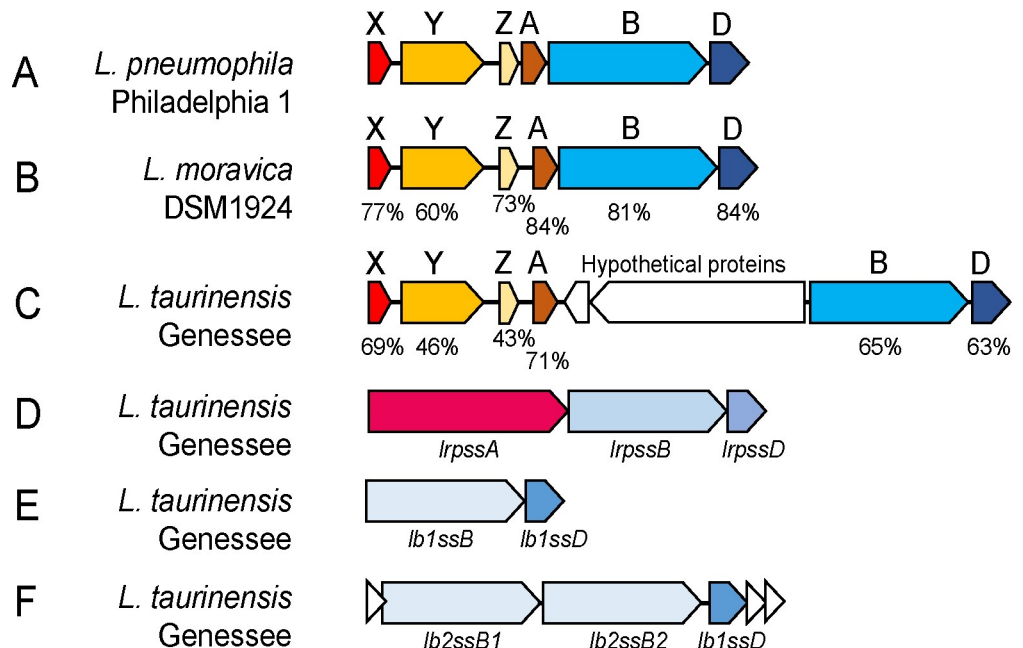 X Y Z A B D
A L. pneumophila
Philadelphia 1
X Y Z A B D
B L. moravica
DSM1924
77% 60% 73% 84% 81% 84%
X Y Z A Hypothetical proteins B D
C L. taurinensis
Genessee
69% 46% 43% 71% 65% 63%
D L. taurinensis
Genessee
lrpssA lrpssB lrpssD
E L. taurinensis
Genessee
lb1ssB lb1ssD
F L. taurinensis
Genessee
lb2ssB1 lb2ssB2 lb1ssD